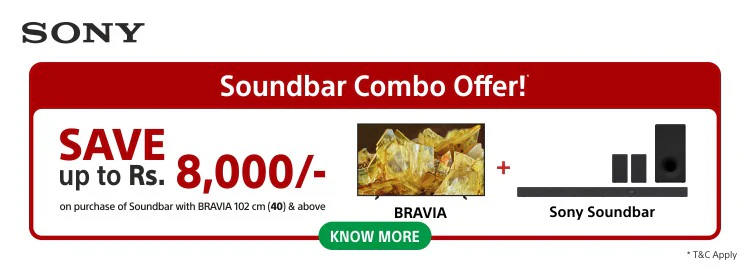 SONY
Soundbar Combo Offer!*
SAVE
up to Rs. 8,000/-
on purchase of Soundbar with BRAVIA 102 cm (40) & above
+
BRAVIA
Sony Soundbar
KNOW MORE
* T&C Apply